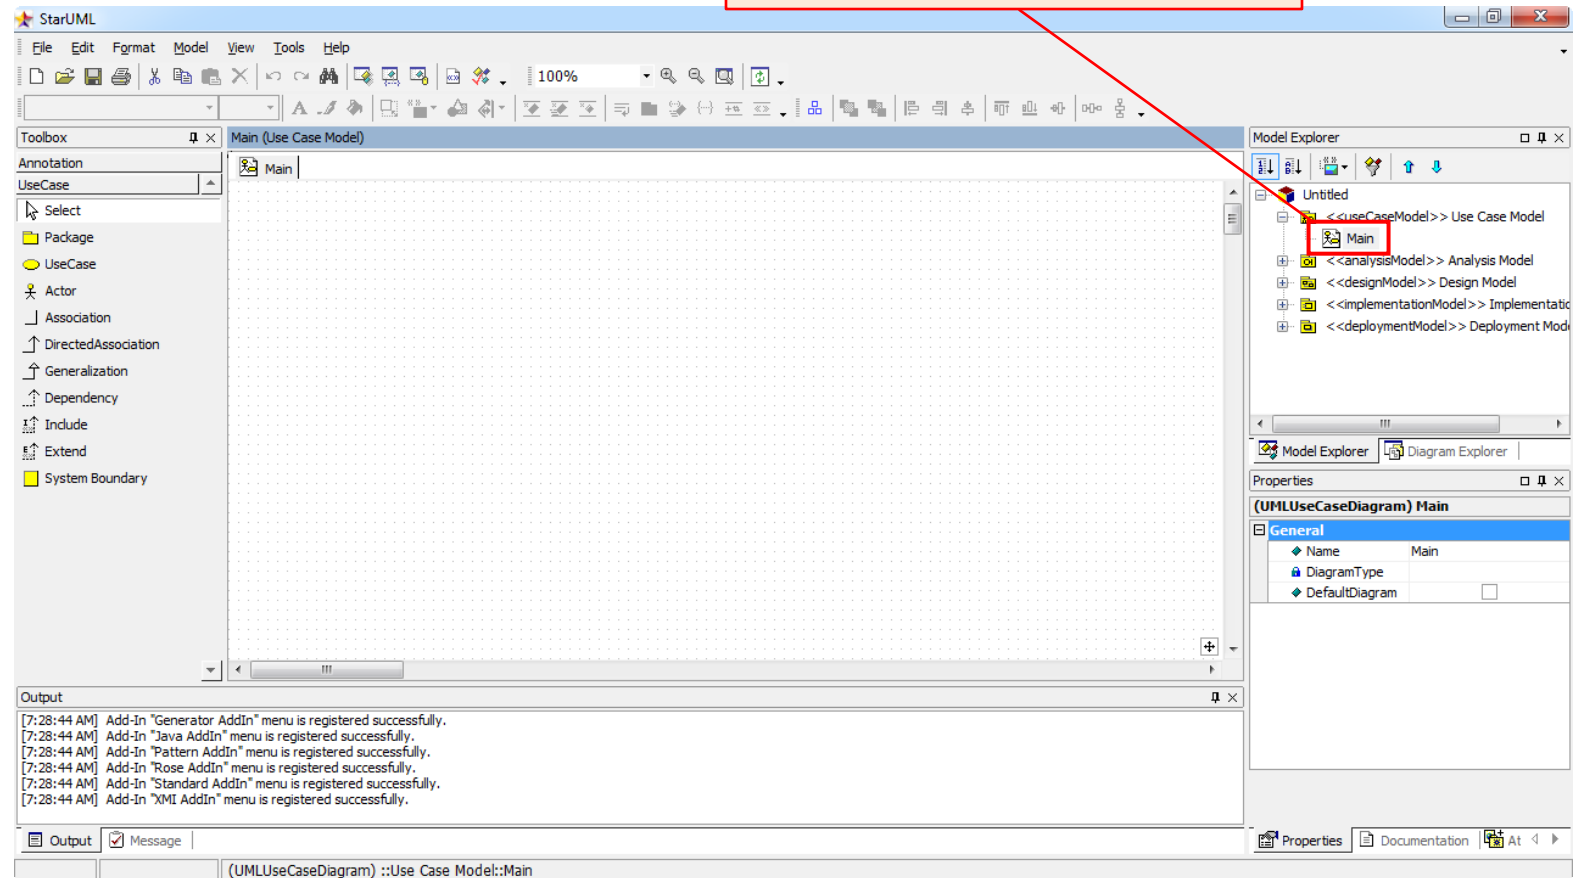 StarUML
File Edit Format Model View Tools Help
100%
Toolbox
Annotation
UseCase
Select
Package
UseCase
Actor
Association
DirectedAssociation
Generalization
Dependency
Include
Extend
System Boundary
Main (Use Case Model)
Main
Model Explorer
Untitled
<<useCaseModel>> Use Case Model
Main
<<analysisModel>> Analysis Model
<<designModel>> Design Model
<<implementationModel>> Implementatio
<<deploymentModel>> Deployment Mod
Model Explorer Diagram Explorer
Properties
(UMLUseCaseDiagram) Main
General
Name Main
DiagramType
DefaultDiagram
Output
[7:28:44 AM] Add-In "Generator AddIn" menu is registered successfully.
[7:28:44 AM] Add-In "Java AddIn" menu is registered successfully.
[7:28:44 AM] Add-In "Pattern AddIn" menu is registered successfully.
[7:28:44 AM] Add-In "Rose AddIn" menu is registered successfully.
[7:28:44 AM] Add-In "Standard AddIn" menu is registered successfully.
[7:28:44 AM] Add-In "XMI AddIn" menu is registered successfully.
Output Message
Properties Documentation At
(UMLUseCaseDiagram) ::Use Case Model::Main